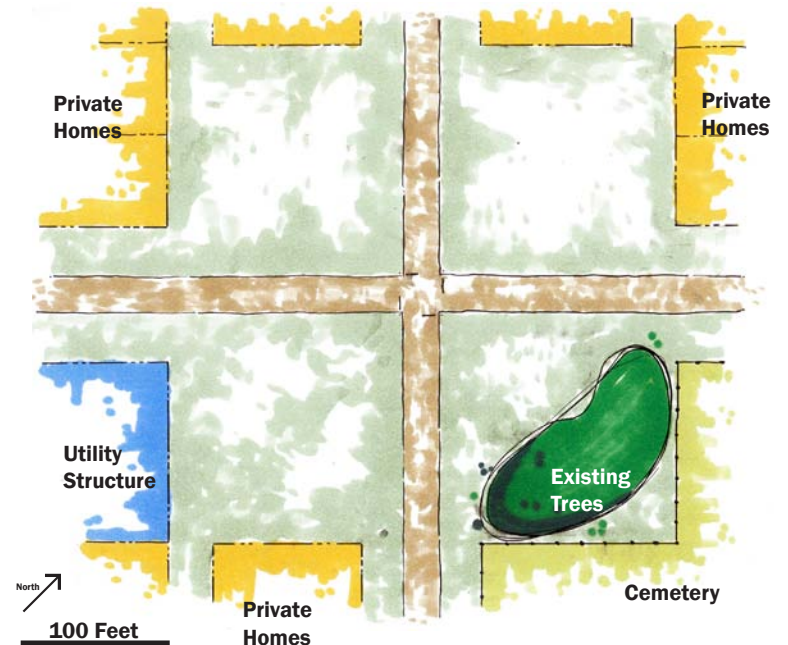 Private
Homes
Private
Homes
Utility
Structure
Existing
Trees
North
Cemetery
Private
Homes
100 Feet